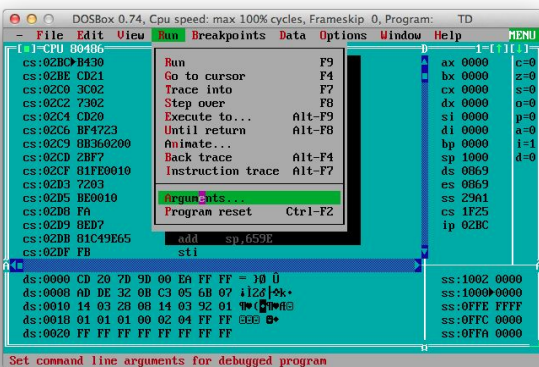 DOSBox 0.74, Cpu speed: max 100% cycles, Frameskip 0, Program: TD
File Edit View Run Breakpoints Data Options Window Help MENU
[■]=CPU 80486 1=[↑][↓]
cs:02BC►B430 Run F9 ax 0000 c=0
cs:02BE CD21 Go to cursor F4 bx 0000 z=0
cs:02C0 3C02 Trace into F7 cx 0000 s=0
cs:02C2 7302 Step over F8 dx 0000 o=0
cs:02C4 CD20 Execute to... Alt-F9 si 0000 p=0
cs:02C6 BF4723 Until return Alt-F8 di 0000 a=0
cs:02C9 8B360200 Animate... bp 0000 i=1
cs:02CD 2BF7 Back trace Alt-F4 sp 1000 d=0
cs:02CF 81FE0010 Instruction trace Alt-F7 ds 0869
cs:02D3 7203 es 0869
cs:02D5 BE0010 Arguments... ss 29A1
cs:02D8 FA Program reset Ctrl-F2 cs 1F25
cs:02D9 8ED7 ip 02BC
cs:02DB 81C49E65 add sp,659E
cs:02DF FB sti
ds:0000 CD 20 7D 9D 00 EA FF FF ss:1002 0000
ds:0008 AD DE 32 0B C3 05 6B 07 ss:1000►0000
ds:0010 14 03 28 08 14 03 92 01 ss:0FFE FFFF
ds:0018 01 01 01 00 02 04 FF FF ss:0FFC 0000
ds:0020 FF FF FF FF FF FF FF FF ss:0FFA 0000
Set command line arguments for debugged program